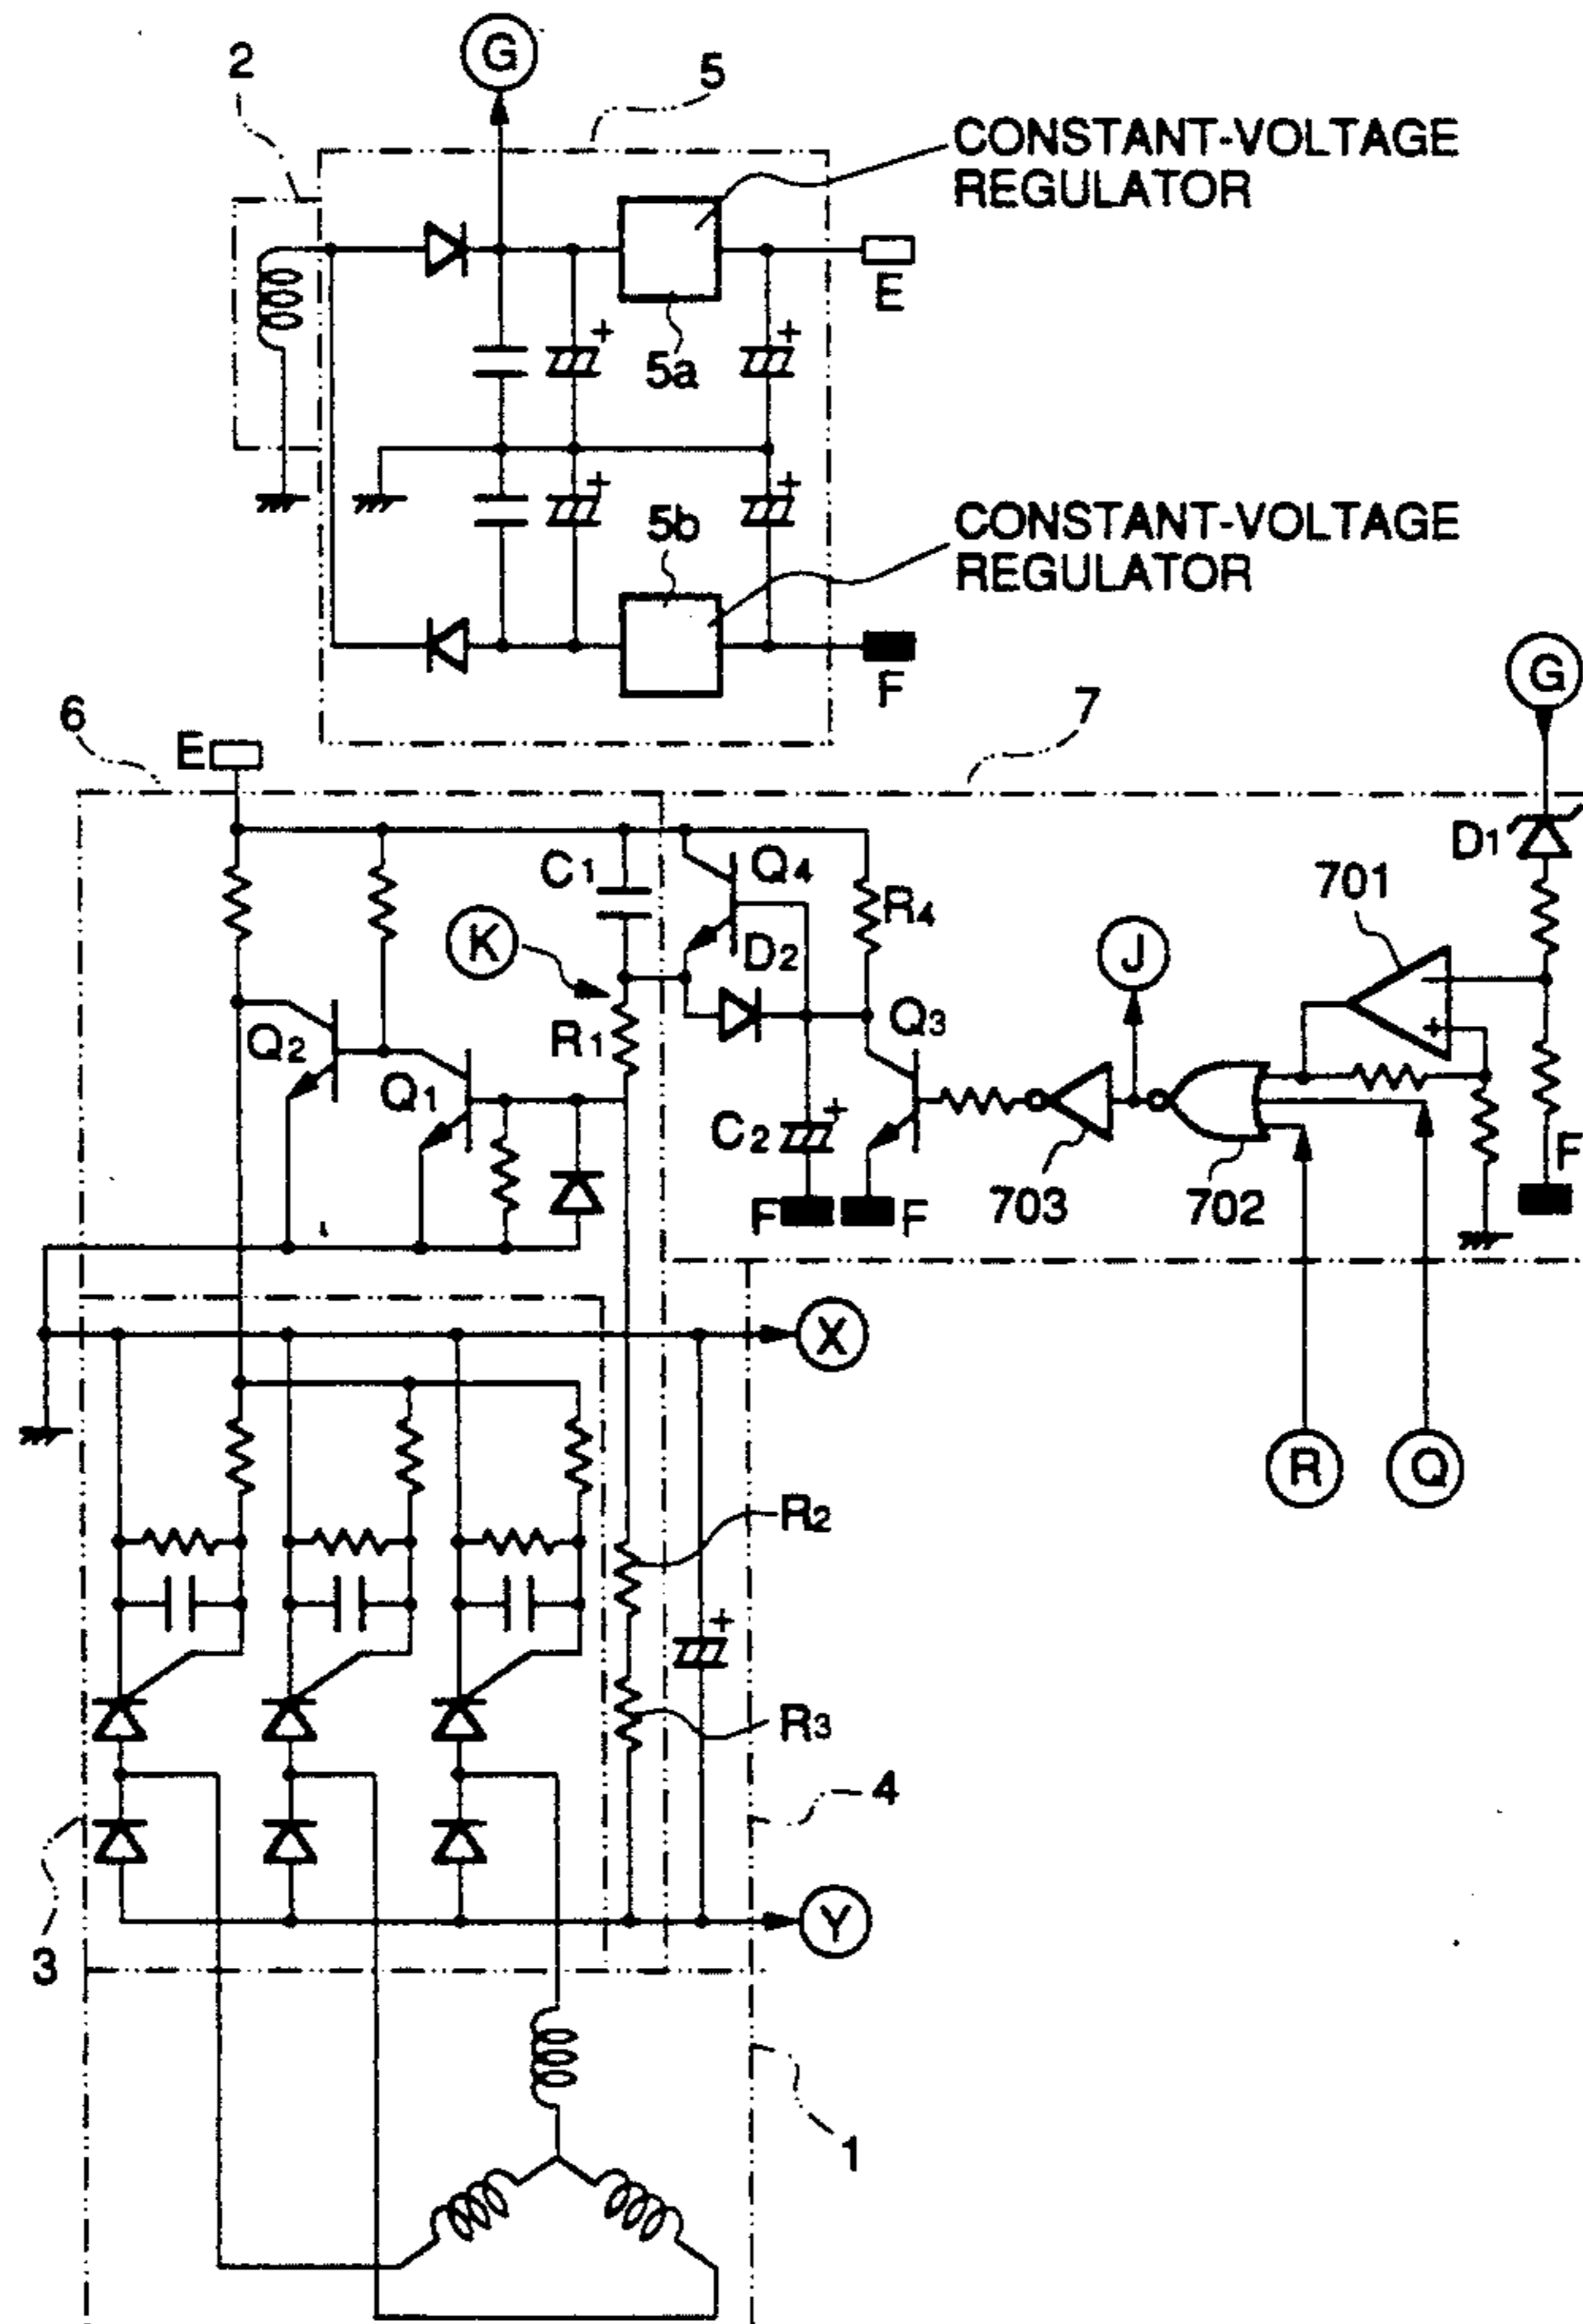 G
2
5
CONSTANT-VOLTAGE
REGULATOR
E
+
+
5a
+
+
5b
CONSTANT-VOLTAGE
REGULATOR
F
G
6
7
E
D1
701
C1
Q4
R4
K
D2
J
−
+
Q2
R1
Q3
Q1
+
C2
F
F
F
703
702
X
R
Q
R2
+
R3
4
3
Y
1